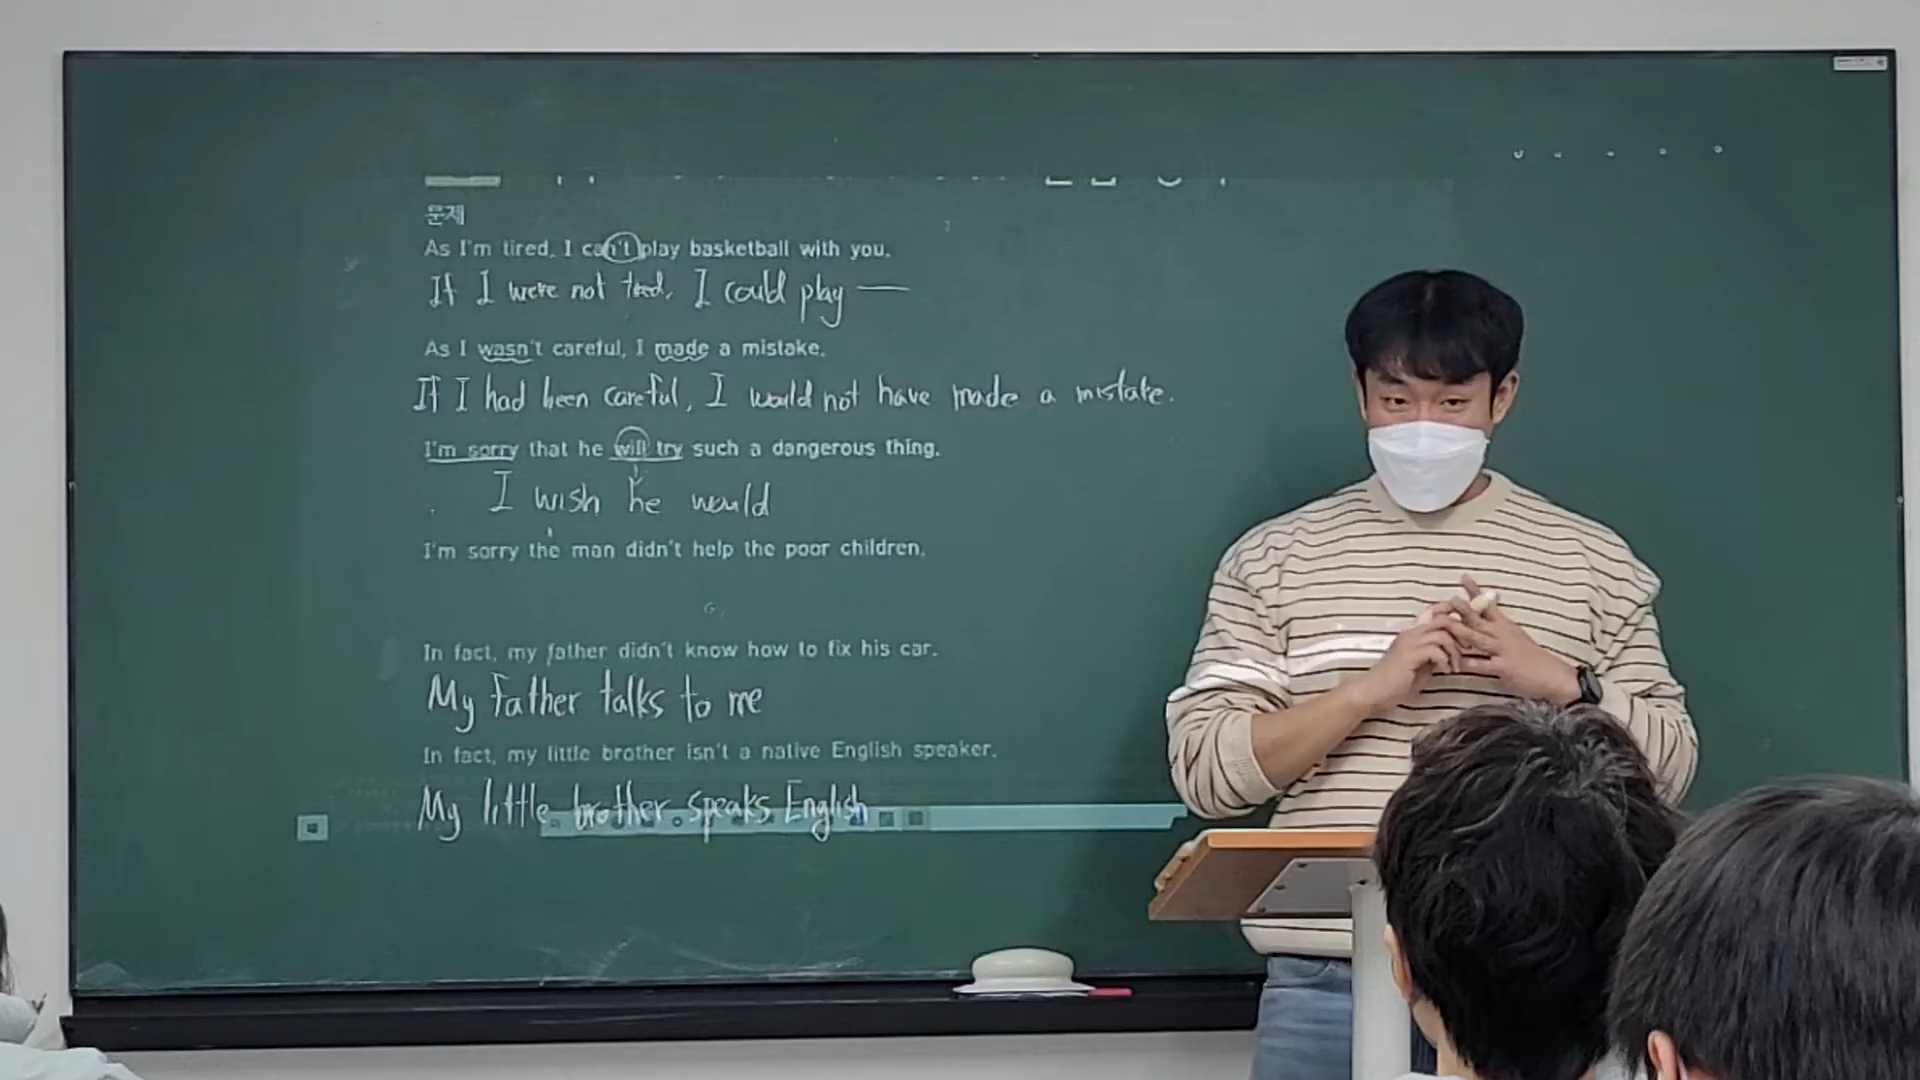 문제
As I'm tired, I can't play basketball with you.
If I were not tired, I could play —
As I wasn't careful, I made a mistake.
If I had been careful, I would not have made a mistake.
I'm sorry that he will try such a dangerous thing.
I wish he would
I'm sorry the man didn't help the poor children.
In fact, my father didn't know how to fix his car.
My father talks to me
In fact, my little brother isn't a native English speaker.
My little brother speaks English